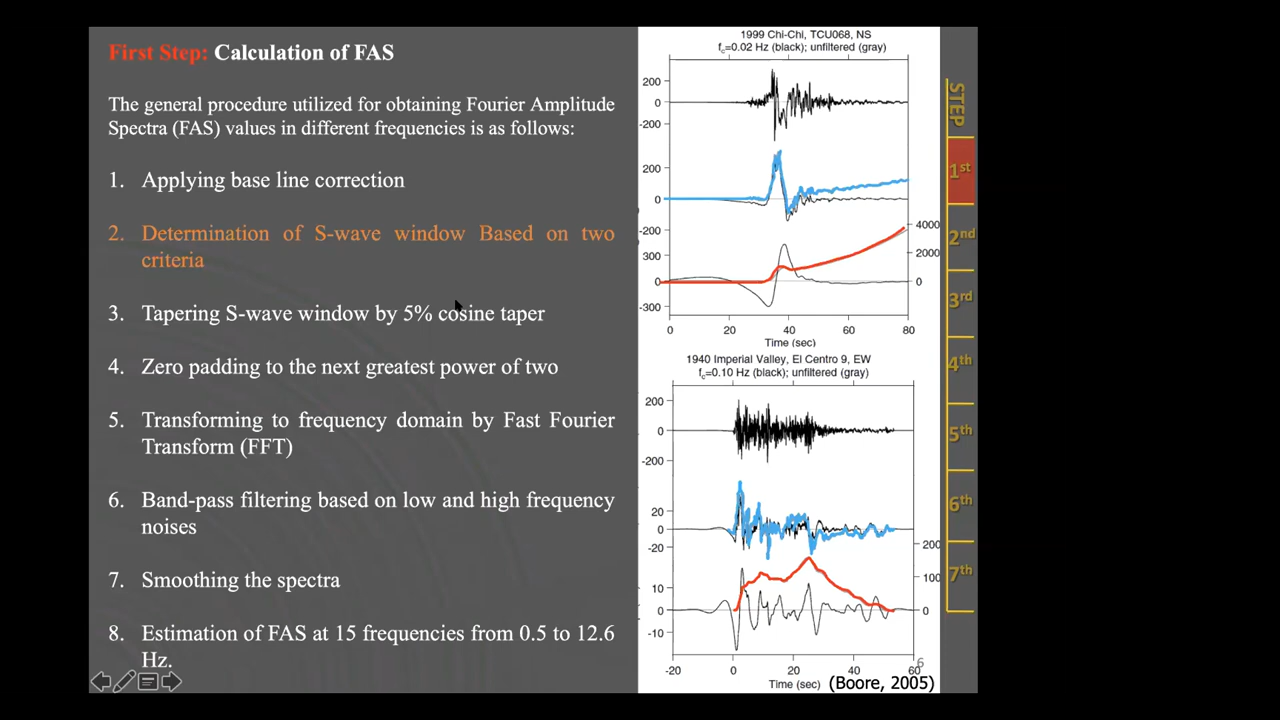 First Step: Calculation of FAS
The general procedure utilized for obtaining Fourier Amplitude
Spectra (FAS) values in different frequencies is as follows:
1. Applying base line correction
2. Determination of S-wave window Based on two
criteria
3. Tapering S-wave window by 5% cosine taper
4. Zero padding to the next greatest power of two
5. Transforming to frequency domain by Fast Fourier
Transform (FFT)
6. Band-pass filtering based on low and high frequency
noises
7. Smoothing the spectra
8. Estimation of FAS at 15 frequencies from 0.5 to 12.6
Hz.
1999 Chi-Chi, TCU068, NS
fc=0.02 Hz (black); unfiltered (gray)
200
0
-200
200
0
-200
4000
300
2000
0
0
-300
0 20 40 60 80
Time (sec)
1940 Imperial Valley, El Centro 9, EW
fc=0.10 Hz (black); unfiltered (gray)
200
0
-200
20
0
-20
200
10
100
0
0
-10
-20 0 20 40 60
Time (sec)
6
(Boore, 2005)
STEP
1st
2nd
3rd
4th
5th
6th
7th